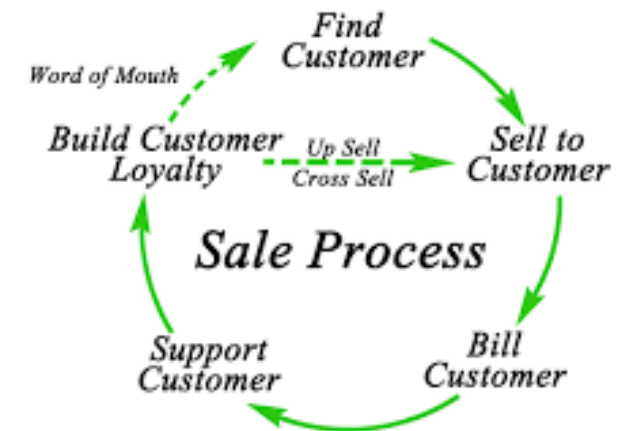 Find
Customer
Word of Mouth
Build Customer
Loyalty
Up Sell
Cross Sell
Sell to
Customer
Sale Process
Support
Customer
Bill
Customer